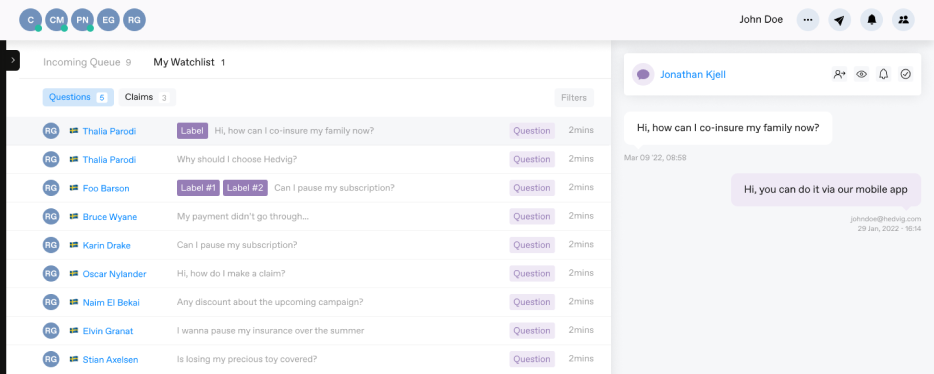 C CM PN EG RG
John Doe
Incoming Queue 9 My Watchlist 1
Questions 5 Claims 3 Filters
RG Thalia Parodi Label Hi, how can I co-insure my family now? Question 2mins
RG Thalia Parodi Why should I choose Hedvig? Question 2mins
RG Foo Barson Label #1 Label #2 Can I pause my subscription? Question 2mins
RG Bruce Wyane My payment didn't go through... Question 2mins
RG Karin Drake Can I pause my subscription? Question 2mins
RG Oscar Nylander Hi, how do I make a claim? Question 2mins
RG Naim El Bekai Any discount about the upcoming campaign? Question 2mins
RG Elvin Granat I wanna pause my insurance over the summer Question 2mins
RG Stian Axelsen Is losing my precious toy covered? Question 2mins
Jonathan Kjell
Hi, how can I co-insure my family now?
Mar 09 '22, 08:58
Hi, you can do it via our mobile app
johndoe@hedvig.com
29 Jan, 2022 - 16:14